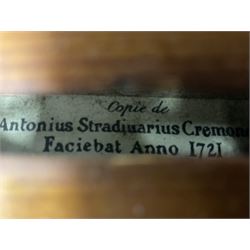 Copie de
Antonius Stradiuarius Cremon
Faciebat Anno 1721